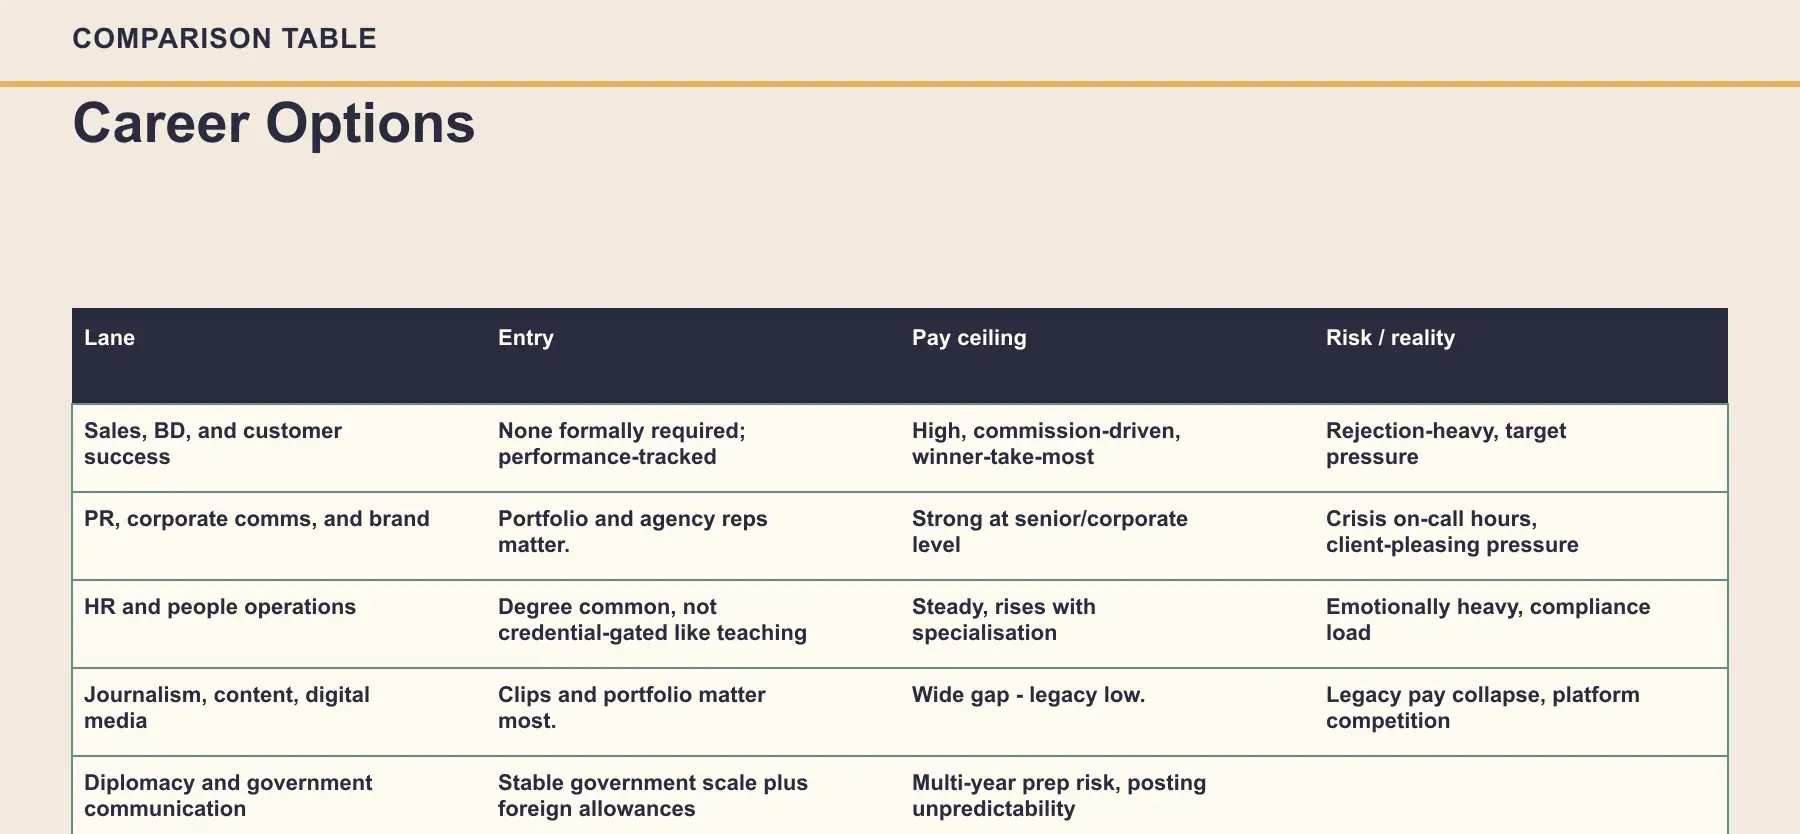 COMPARISON TABLE
Career Options
Lane Entry Pay ceiling Risk / reality
Sales, BD, and customer None formally required; High, commission-driven, Rejection-heavy, target
success performance-tracked winner-take-most pressure
PR, corporate comms, and brand Portfolio and agency reps Strong at senior/corporate Crisis on-call hours,
matter. level client-pleasing pressure
HR and people operations Degree common, not Steady, rises with Emotionally heavy, compliance
credential-gated like teaching specialisation load
Journalism, content, digital Clips and portfolio matter Wide gap - legacy low. Legacy pay collapse, platform
media most. competition
Diplomacy and government Stable government scale plus Multi-year prep risk, posting
communication foreign allowances unpredictability